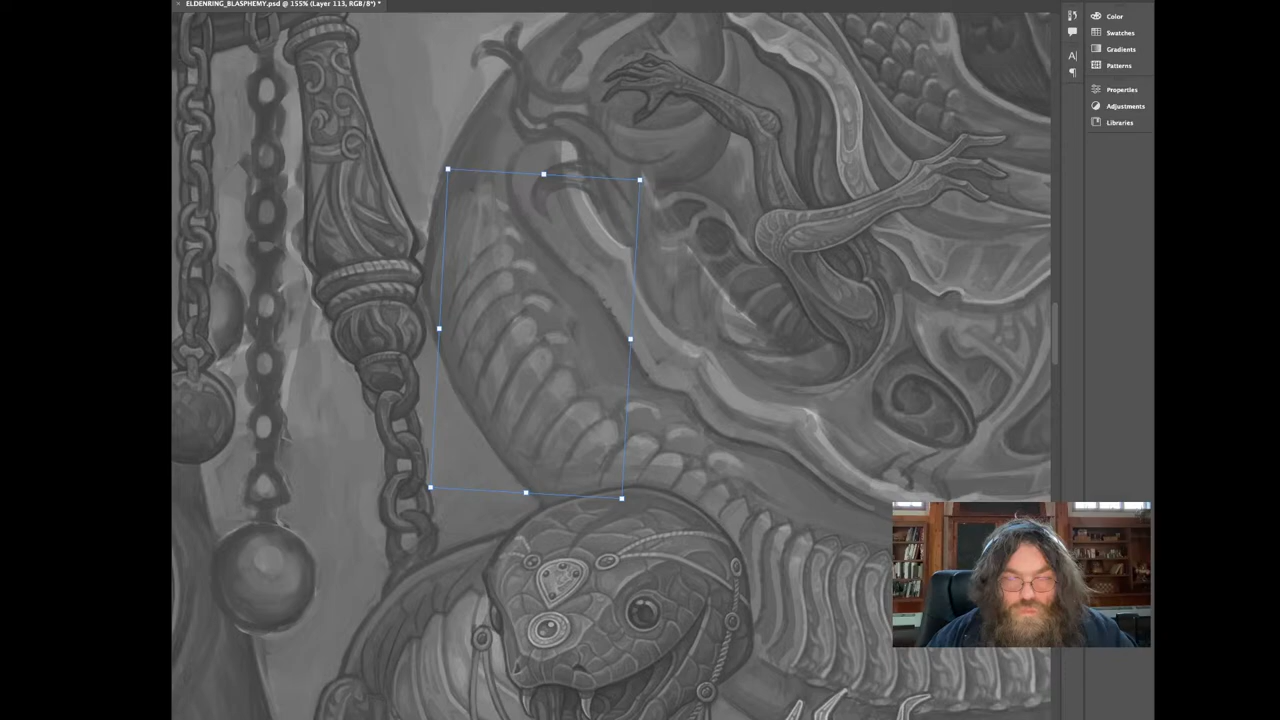 ELDENRING_BLASPHEMY.psd @ 155% (Layer 113, RGB/8*) *
Color
Swatches
Gradients
Patterns
Properties
Adjustments
Libraries